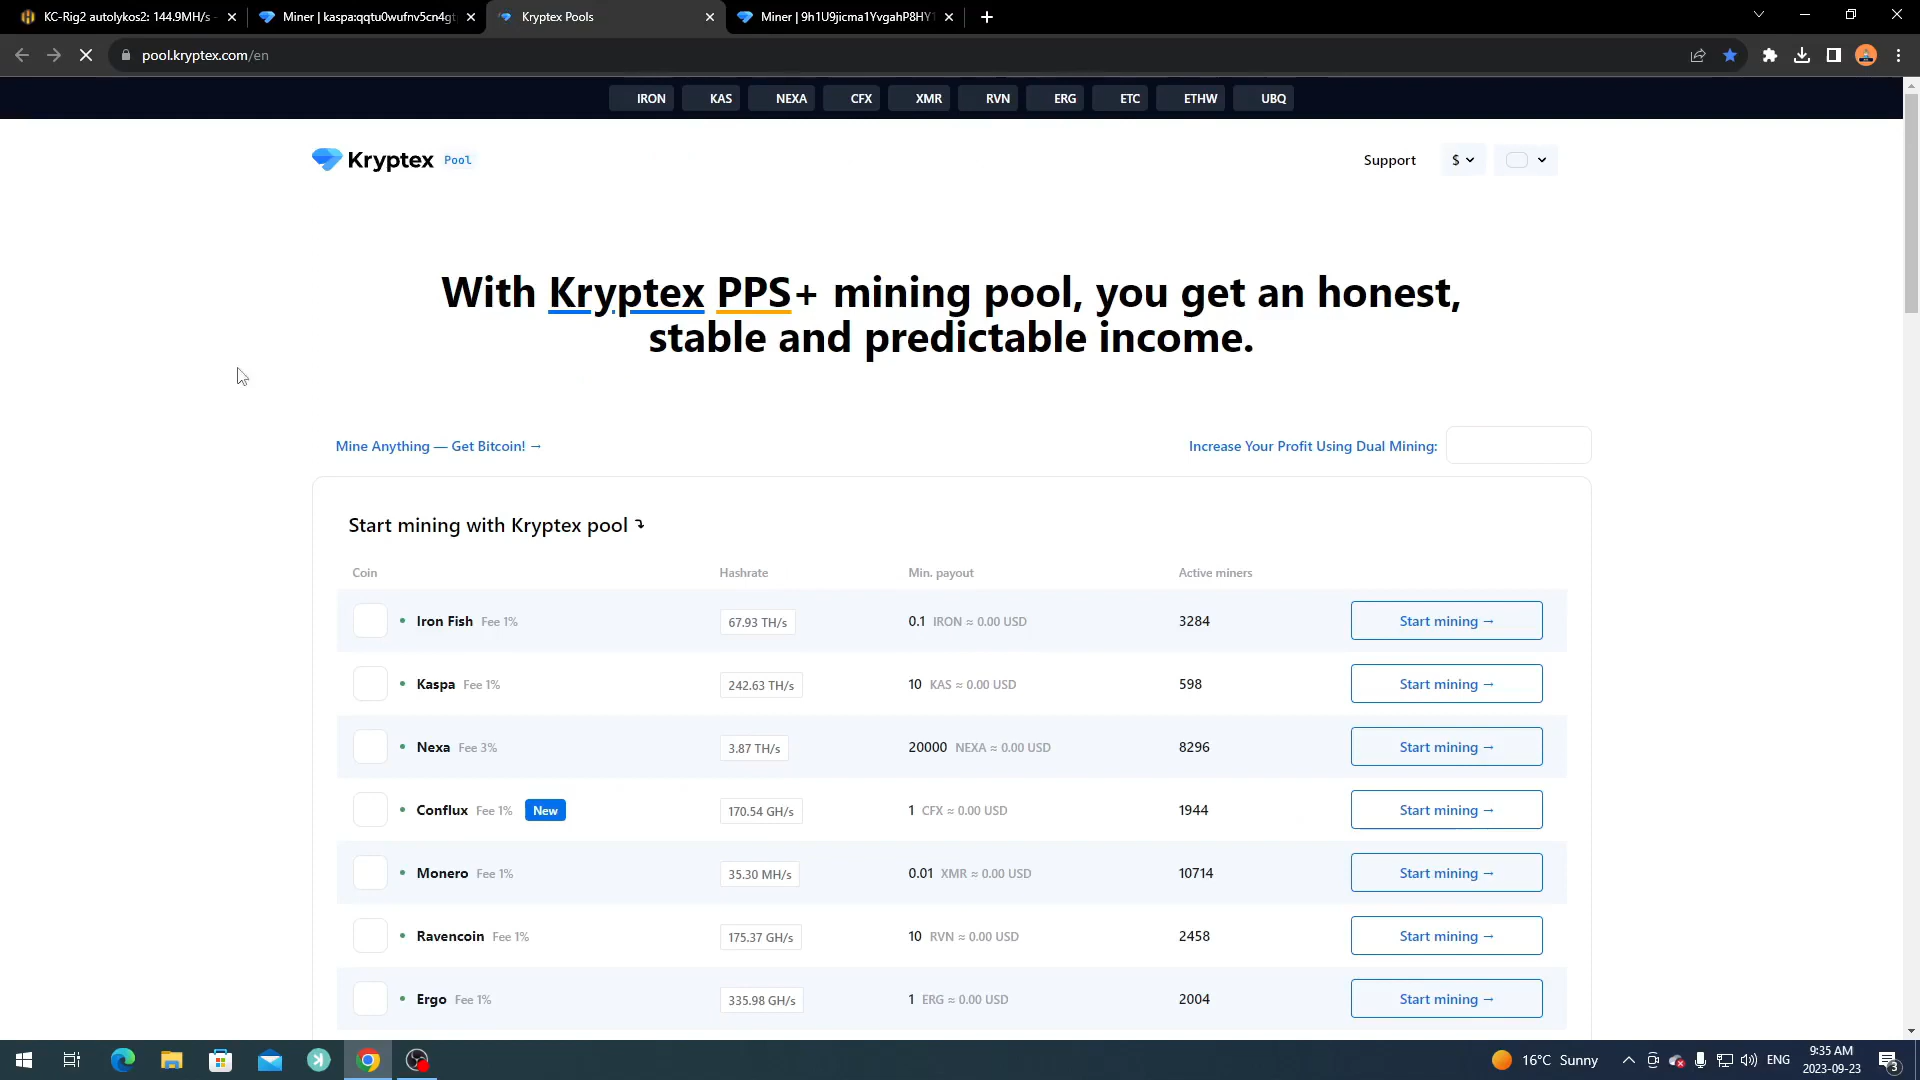 KC-Rig2 autolykos2: 144.9MH/s -
Miner | kaspa:qqtu0wufnv5cn4gt
Kryptex Pools
Miner | 9h1U9jicma1YvgahP8HY1
pool.kryptex.com/en
IRON KAS NEXA CFX XMR RVN ERG ETC ETHW UBQ
Kryptex Pool
Support $
With Kryptex PPS+ mining pool, you get an honest,
stable and predictable income.
Mine Anything — Get Bitcoin! →
Increase Your Profit Using Dual Mining:
Start mining with Kryptex pool
Coin Hashrate Min. payout Active miners
Iron Fish Fee 1% 67.93 TH/s 0.1 IRON ≈ 0.00 USD 3284 Start mining →
Kaspa Fee 1% 242.63 TH/s 10 KAS ≈ 0.00 USD 598 Start mining →
Nexa Fee 3% 3.87 TH/s 20000 NEXA ≈ 0.00 USD 8296 Start mining →
Conflux Fee 1% New 170.54 GH/s 1 CFX ≈ 0.00 USD 1944 Start mining →
Monero Fee 1% 35.30 MH/s 0.01 XMR ≈ 0.00 USD 10714 Start mining →
Ravencoin Fee 1% 175.37 GH/s 10 RVN ≈ 0.00 USD 2458 Start mining →
Ergo Fee 1% 335.98 GH/s 1 ERG ≈ 0.00 USD 2004 Start mining →
16°C Sunny ENG 9:35 AM
2023-09-23 3